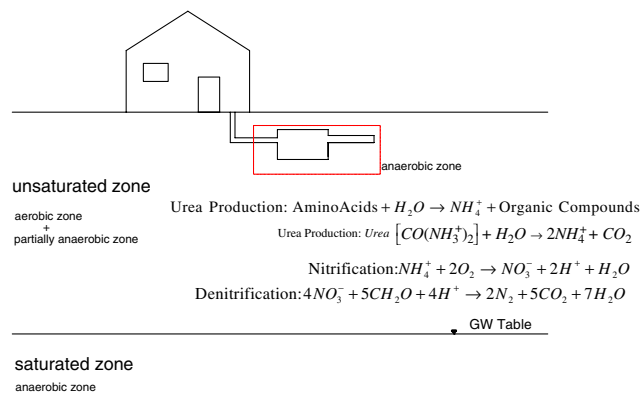 anaerobic zone
unsaturated zone
aerobic zone
+
partially anaerobic zone
Urea Production: AminoAcids + H₂O → NH₄⁺ + Organic Compounds
Urea Production: Urea [CO(NH₃⁺)₂] + H₂O → 2NH₄⁺ + CO₂
Nitrification:NH₄⁺ + 2O₂ → NO₃⁻ + 2H⁺ + H₂O
Denitrification:4NO₃⁻ + 5CH₂O + 4H⁺ → 2N₂ + 5CO₂ + 7H₂O
GW Table
saturated zone
anaerobic zone